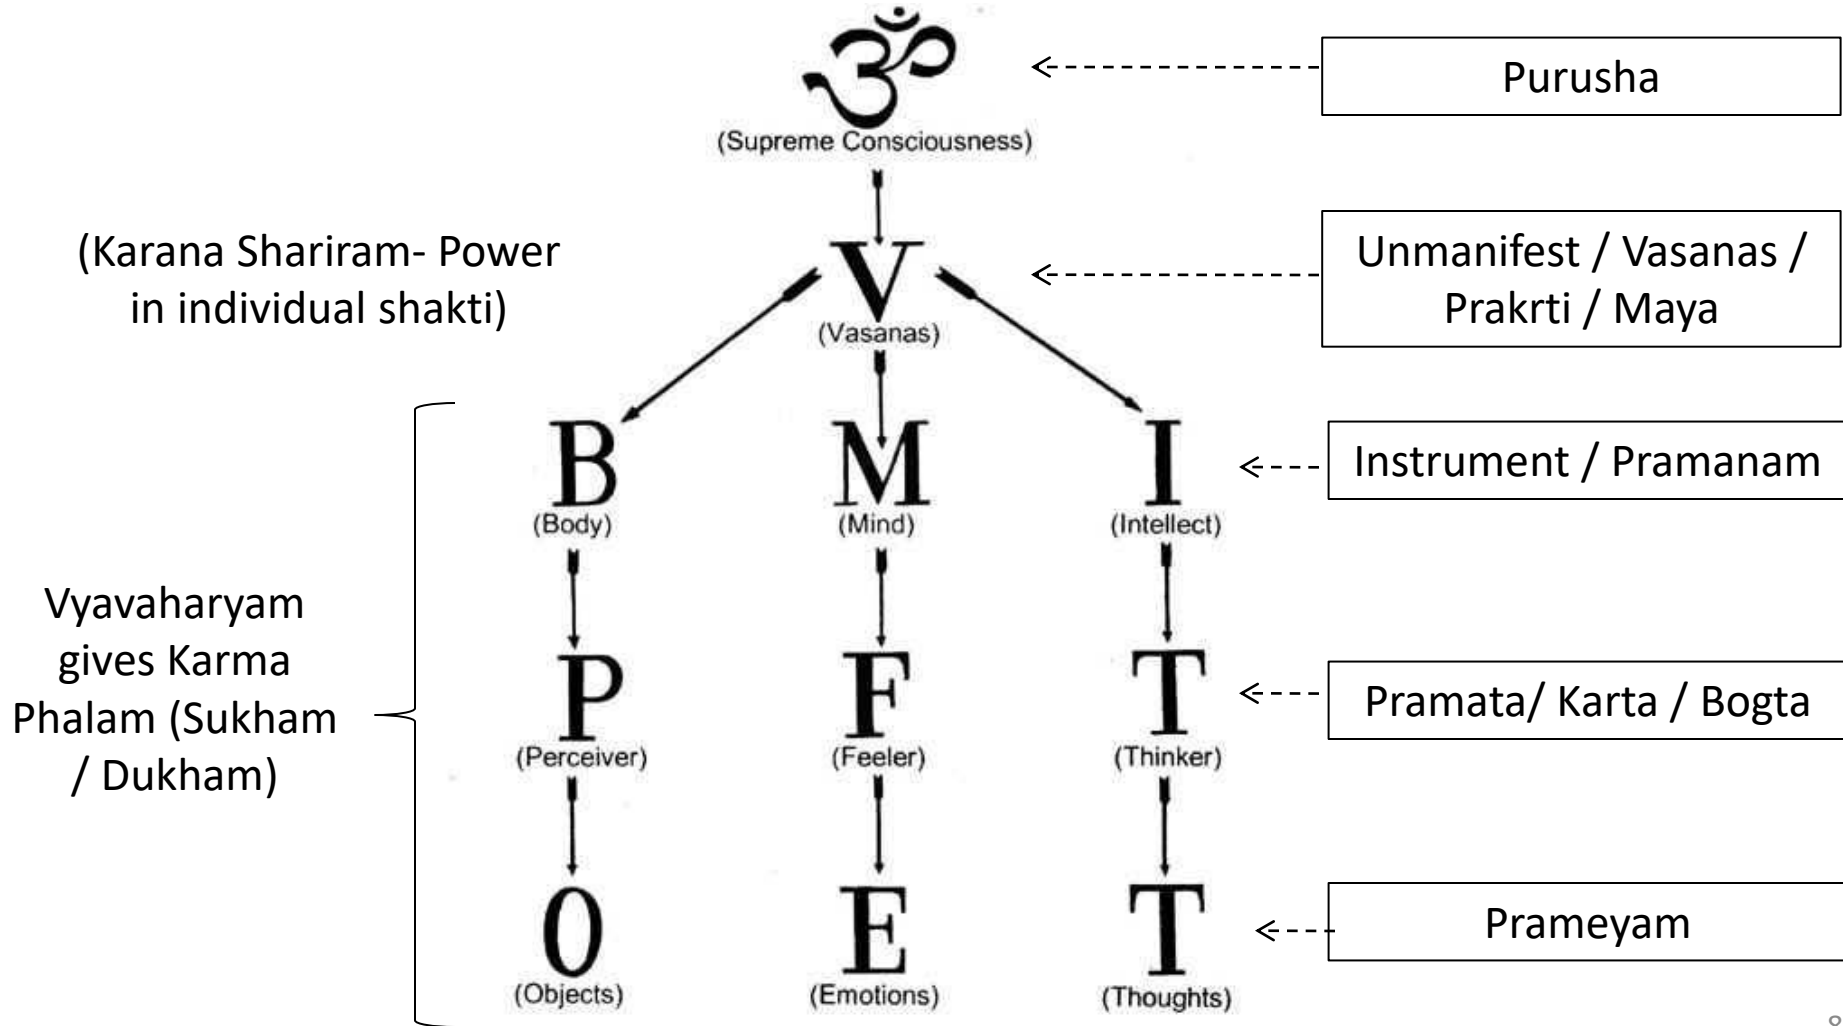 ॐ
Purusha
(Supreme Consciousness)
(Karana Shariram- Power
in individual shakti)
V
(Vasanas)
Unmanifest / Vasanas /
Prakrti / Maya
B M I
(Body) (Mind) (Intellect)
Instrument / Pramanam
Vyavaharyam
gives Karma
Phalam (Sukham
/ Dukham)
P F T
(Perceiver) (Feeler) (Thinker)
Pramata/ Karta / Bogta
O E T
(Objects) (Emotions) (Thoughts)
Prameyam